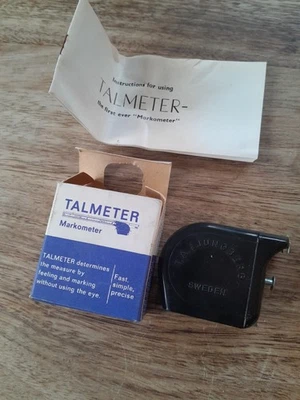 Instructions for using
TALMETER-
the first ever "Markometer"
TALMETER
Markometer
TALMETER determines
the measure by
feeling and marking
without using the eye
Fast,
simple,
precise
SWEDEN